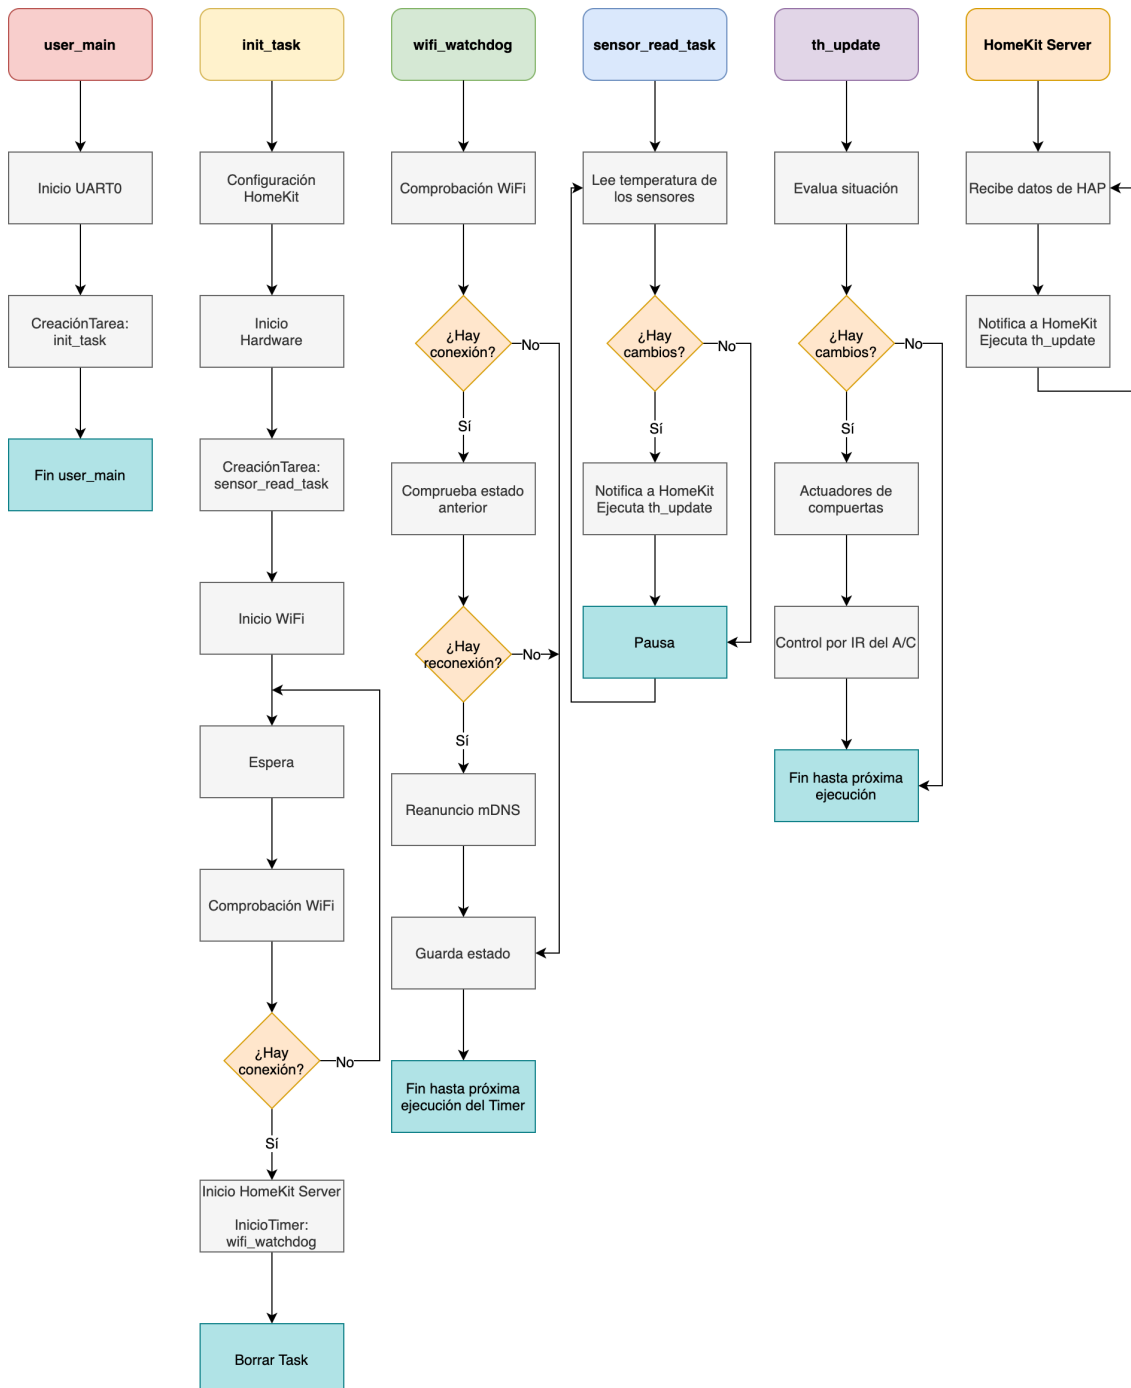 user_main
Inicio UART0
CreaciónTarea:
init_task
Fin user_main
init_task
Configuración
HomeKit
Inicio
Hardware
CreaciónTarea:
sensor_read_task
Inicio WiFi
Espera
Comprobación WiFi
¿Hay
conexión?
No
Sí
Inicio HomeKit Server
InicioTimer:
wifi_watchdog
Borrar Task
wifi_watchdog
Comprobación WiFi
¿Hay
conexión?
No
Sí
Comprueba estado
anterior
¿Hay
reconexión?
No
Sí
Reanuncio mDNS
Guarda estado
Fin hasta próxima
ejecución del Timer
sensor_read_task
Lee temperatura de
los sensores
¿Hay
cambios?
No
Sí
Notifica a HomeKit
Ejecuta th_update
Pausa
th_update
Evalua situación
¿Hay
cambios?
No
Sí
Actuadores de
compuertas
Control por IR del A/C
Fin hasta próxima
ejecución
HomeKit Server
Recibe datos de HAP
Notifica a HomeKit
Ejecuta th_update